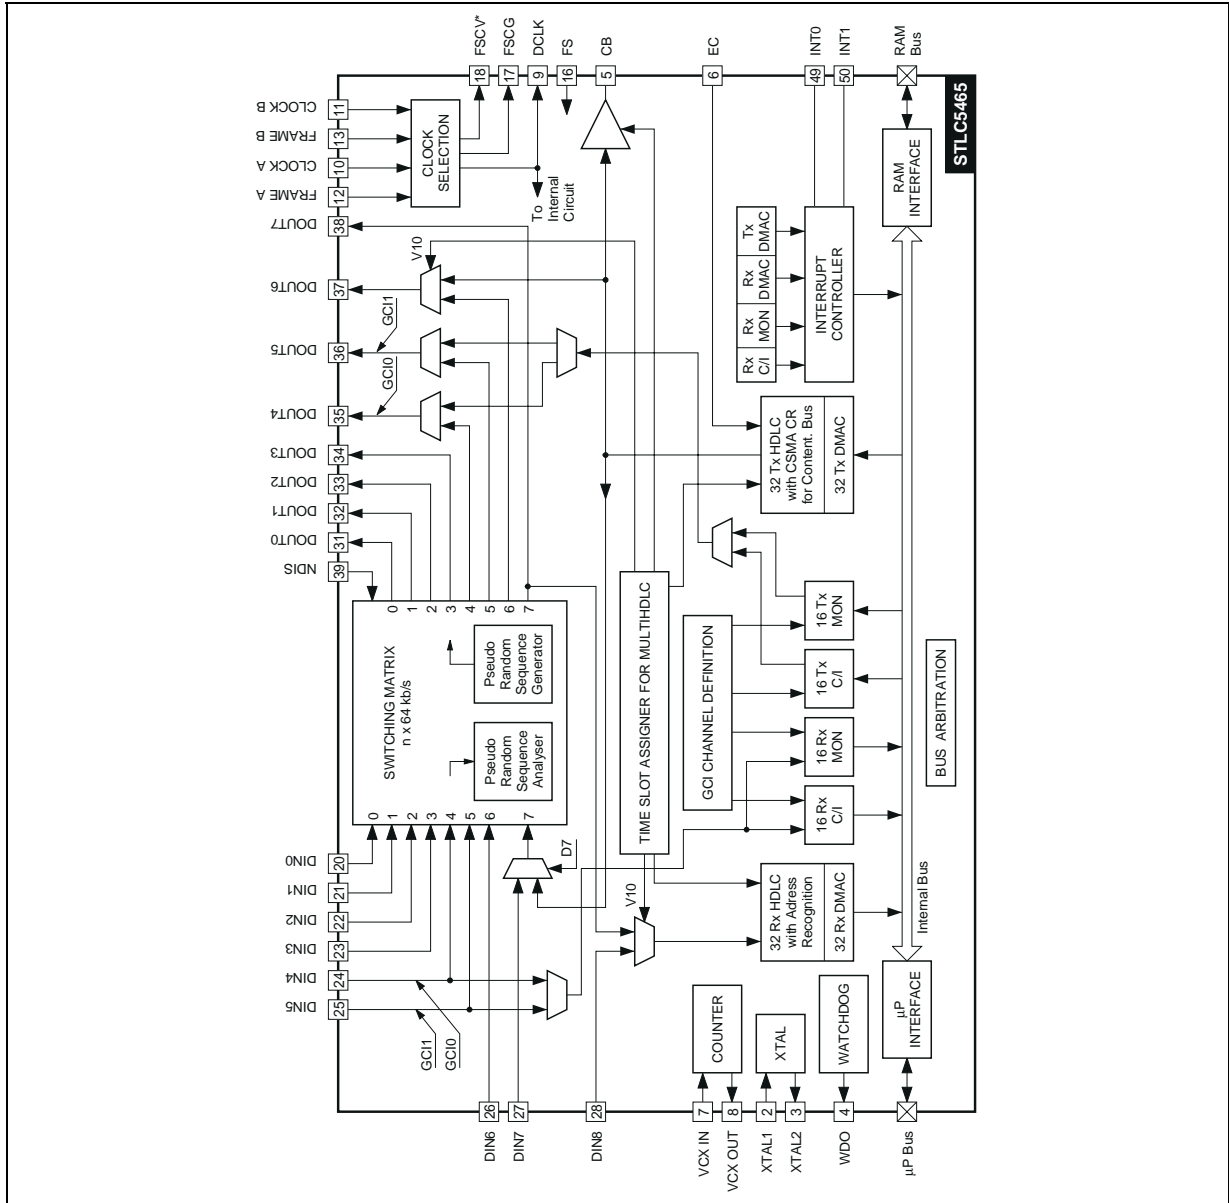 FSCV*
FSCG
DCLK
FS
CB
EC
INT0
INT1
RAM
Bus
18
17
9
16
5
6
49
50
CLOCK B
11
FRAME B
13
CLOCK A
10
FRAME A
12
CLOCK
SELECTION
To
Internal
Circuit
STLC5465
RAM
INTERFACE
DOUT7
38
V10
DOUT6
37
GCI1
DOUT5
36
GCI0
DOUT4
35
DOUT3
34
DOUT2
33
DOUT1
32
DOUT0
31
NDIS
39
Tx
DMAC
Rx
DMAC
Rx
MON
Rx
C/I
INTERRUPT
CONTROLLER
32 Tx HDLC
with CSMA CR
for Content. Bus
32 Tx DMAC
SWITCHING MATRIX
n x 64 kb/s
0
1
2
3
4
5
6
7
Pseudo
Random
Sequence
Generator
Pseudo
Random
Sequence
Analyser
0
1
2
3
4
5
6
7
TIME SLOT ASSIGNER FOR MULTIHDLC
GCI CHANNEL DEFINITION
16 Tx
MON
16 Tx
C/I
16 Rx
MON
16 Rx
C/I
BUS ARBITRATION
Internal Bus
DIN0
20
DIN1
21
DIN2
22
DIN3
23
DIN4
24
DIN5
25
D7
V10
32 Rx HDLC
with Adress
Recognition
32 Rx DMAC
GCI1
GCI0
COUNTER
XTAL
WATCHDOG
µP
INTERFACE
26
27
28
7
8
2
3
4
DIN6
DIN7
DIN8
VCX IN
VCX OUT
XTAL1
XTAL2
WDO
µP Bus